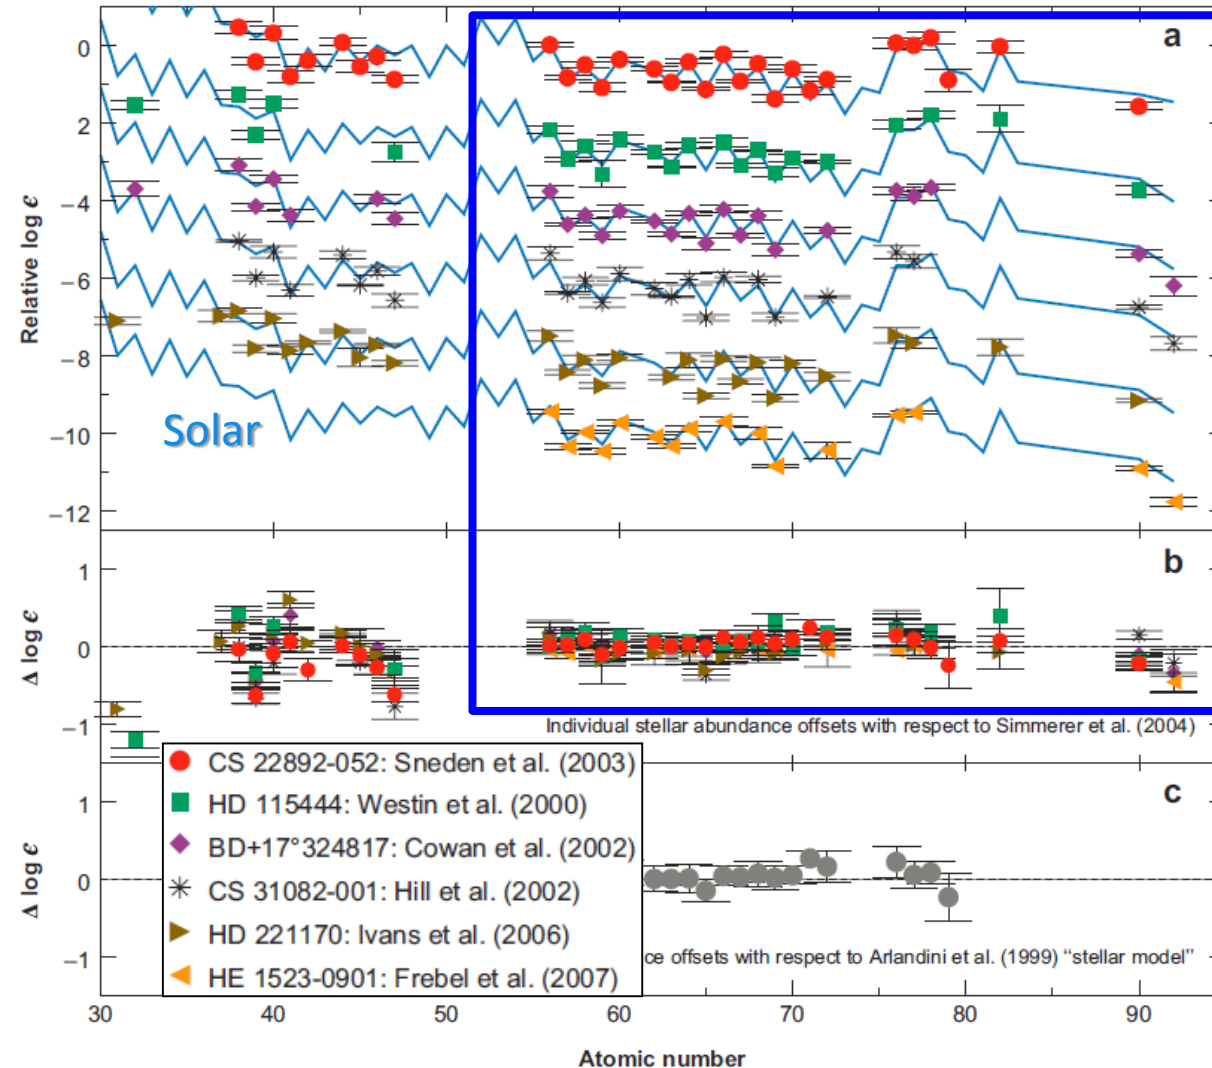 a
0
2
−4
−6
−8
−10
−12
Relative log ϵ
Solar
b
1
0
−1
Δ log ϵ
Individual stellar abundance offsets with respect to Simmerer et al. (2004)
c
1
0
−1
Δ log ϵ
CS 22892-052: Sneden et al. (2003)
HD 115444: Westin et al. (2000)
BD+17°324817: Cowan et al. (2002)
CS 31082-001: Hill et al. (2002)
HD 221170: Ivans et al. (2006)
HE 1523-0901: Frebel et al. (2007)
ce offsets with respect to Arlandini et al. (1999) “stellar model”
30 40 50 60 70 80 90
Atomic number